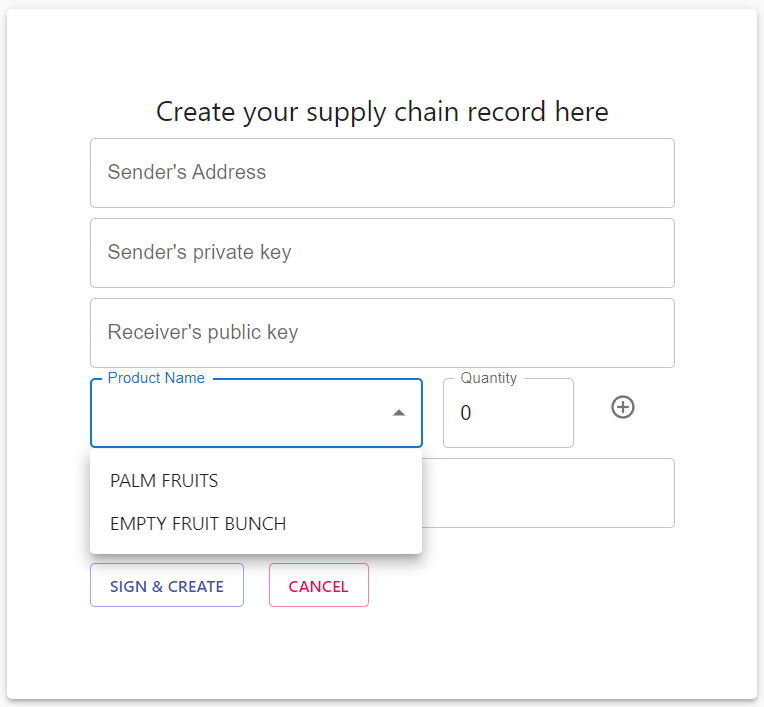 Create your supply chain record here
Sender's Address
Sender's private key
Receiver's public key
Product Name
Quantity
0
PALM FRUITS
EMPTY FRUIT BUNCH
SIGN & CREATE
CANCEL